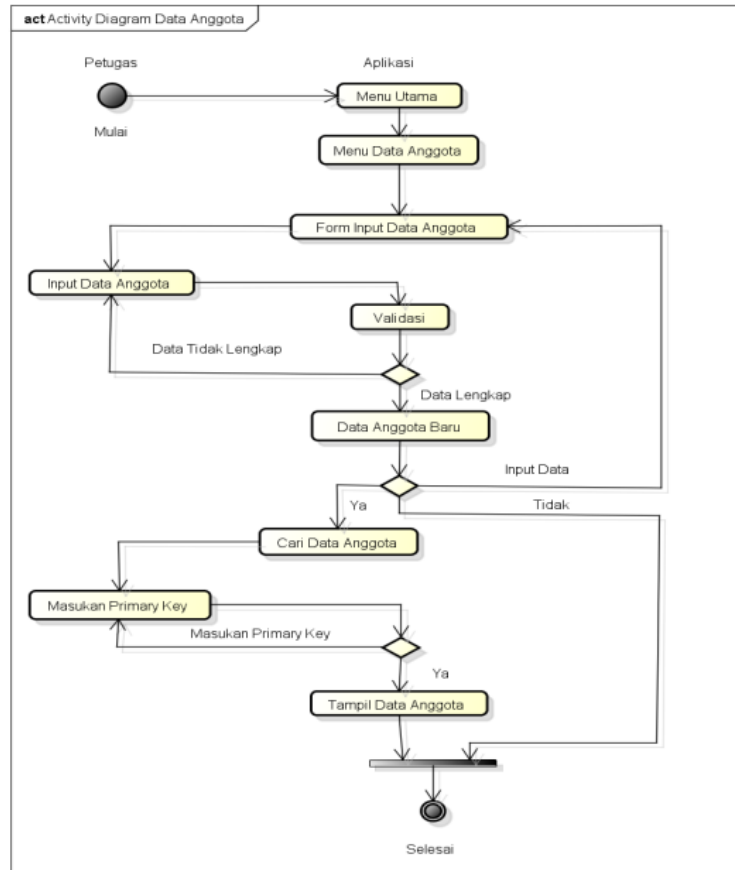 act Activity Diagram Data Anggota
Petugas
Aplikasi
Menu Utama
Mulai
Menu Data Anggota
Form Input Data Anggota
Input Data Anggota
Validasi
Data Tidak Lengkap
Data Lengkap
Data Anggota Baru
Input Data
Ya
Tidak
Cari Data Anggota
Masukan Primary Key
Masukan Primary Key
Ya
Tampil Data Anggota
Selesai